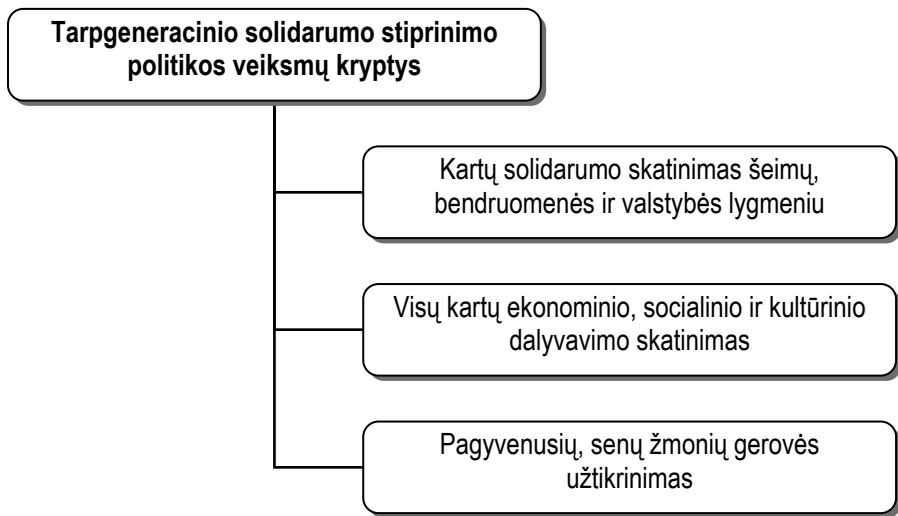 Tarpgeneracinio solidarumo stiprinimo
politikos veiksmų kryptys
Kartų solidarumo skatinimas šeimų,
bendruomenės ir valstybės lygmeniu
Visų kartų ekonominio, socialinio ir kultūrinio
dalyvavimo skatinimas
Pagyvenusių, senų žmonių gerovės
užtikrinimas